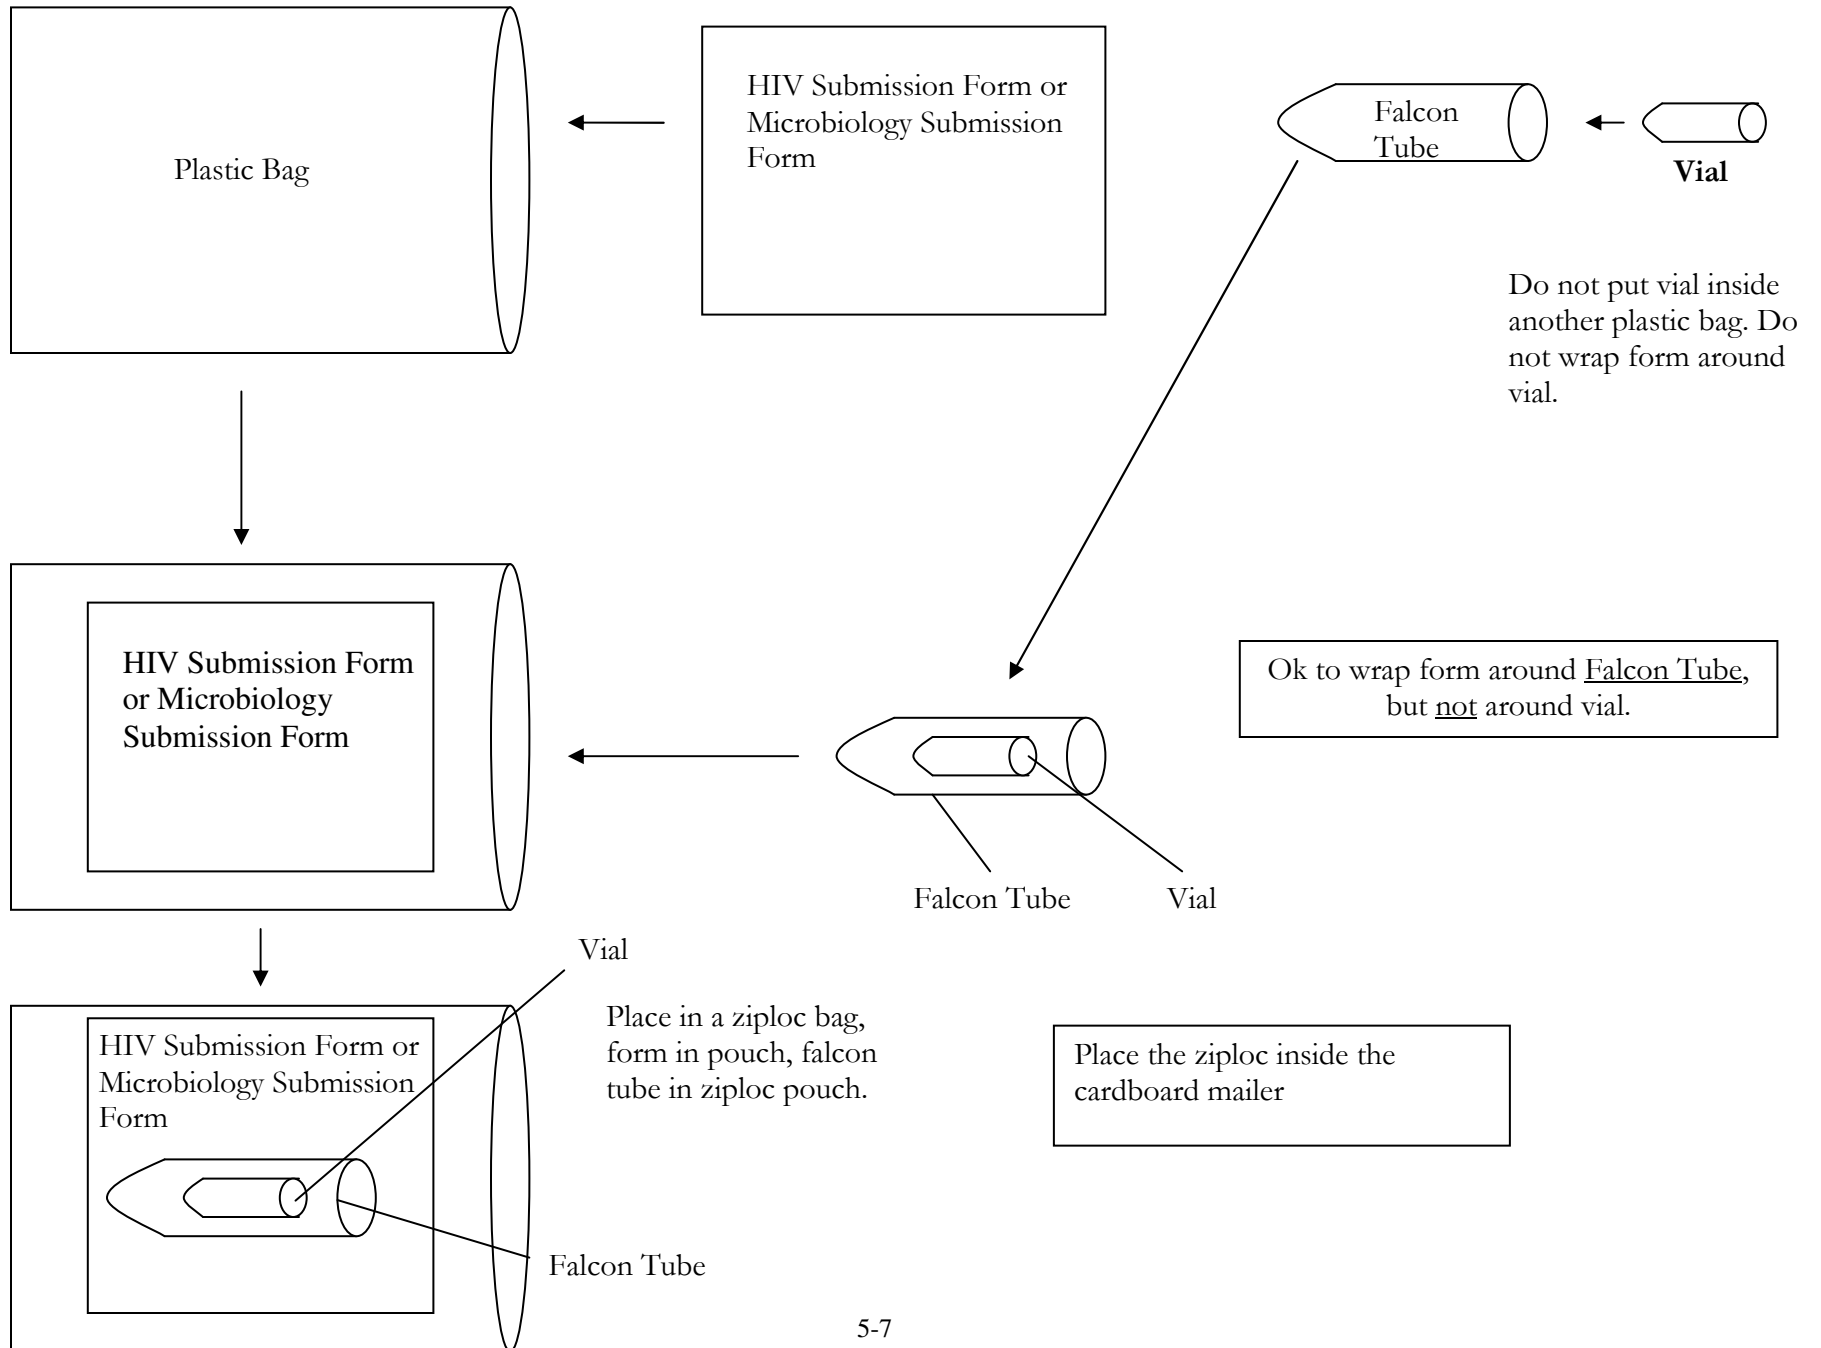 Plastic Bag
HIV Submission Form or
Microbiology Submission
Form
Falcon
Tube
Vial
Do not put vial inside
another plastic bag. Do
not wrap form around
vial.
HIV Submission Form
or Microbiology
Submission Form
Ok to wrap form around Falcon Tube,
but not around vial.
Falcon Tube
Vial
Vial
HIV Submission Form or
Microbiology Submission
Form
Place in a ziploc bag,
form in pouch, falcon
tube in ziploc pouch.
Place the ziploc inside the
cardboard mailer
Falcon Tube
5-7